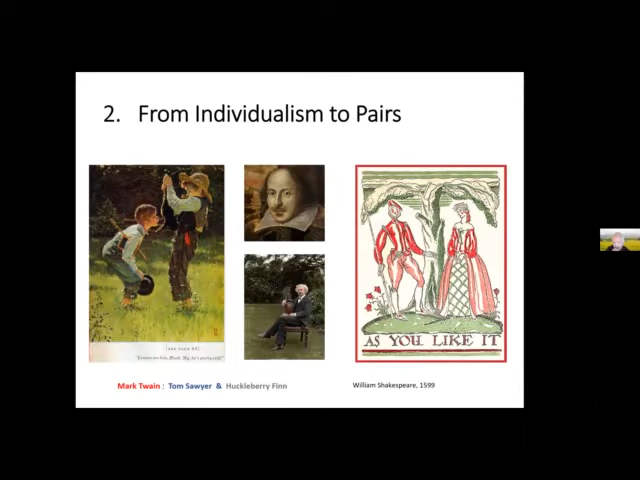 2. From Individualism to Pairs
AS YOU LIKE IT
Mark Twain : Tom Sawyer & Huckleberry Finn
William Shakespeare, 1599